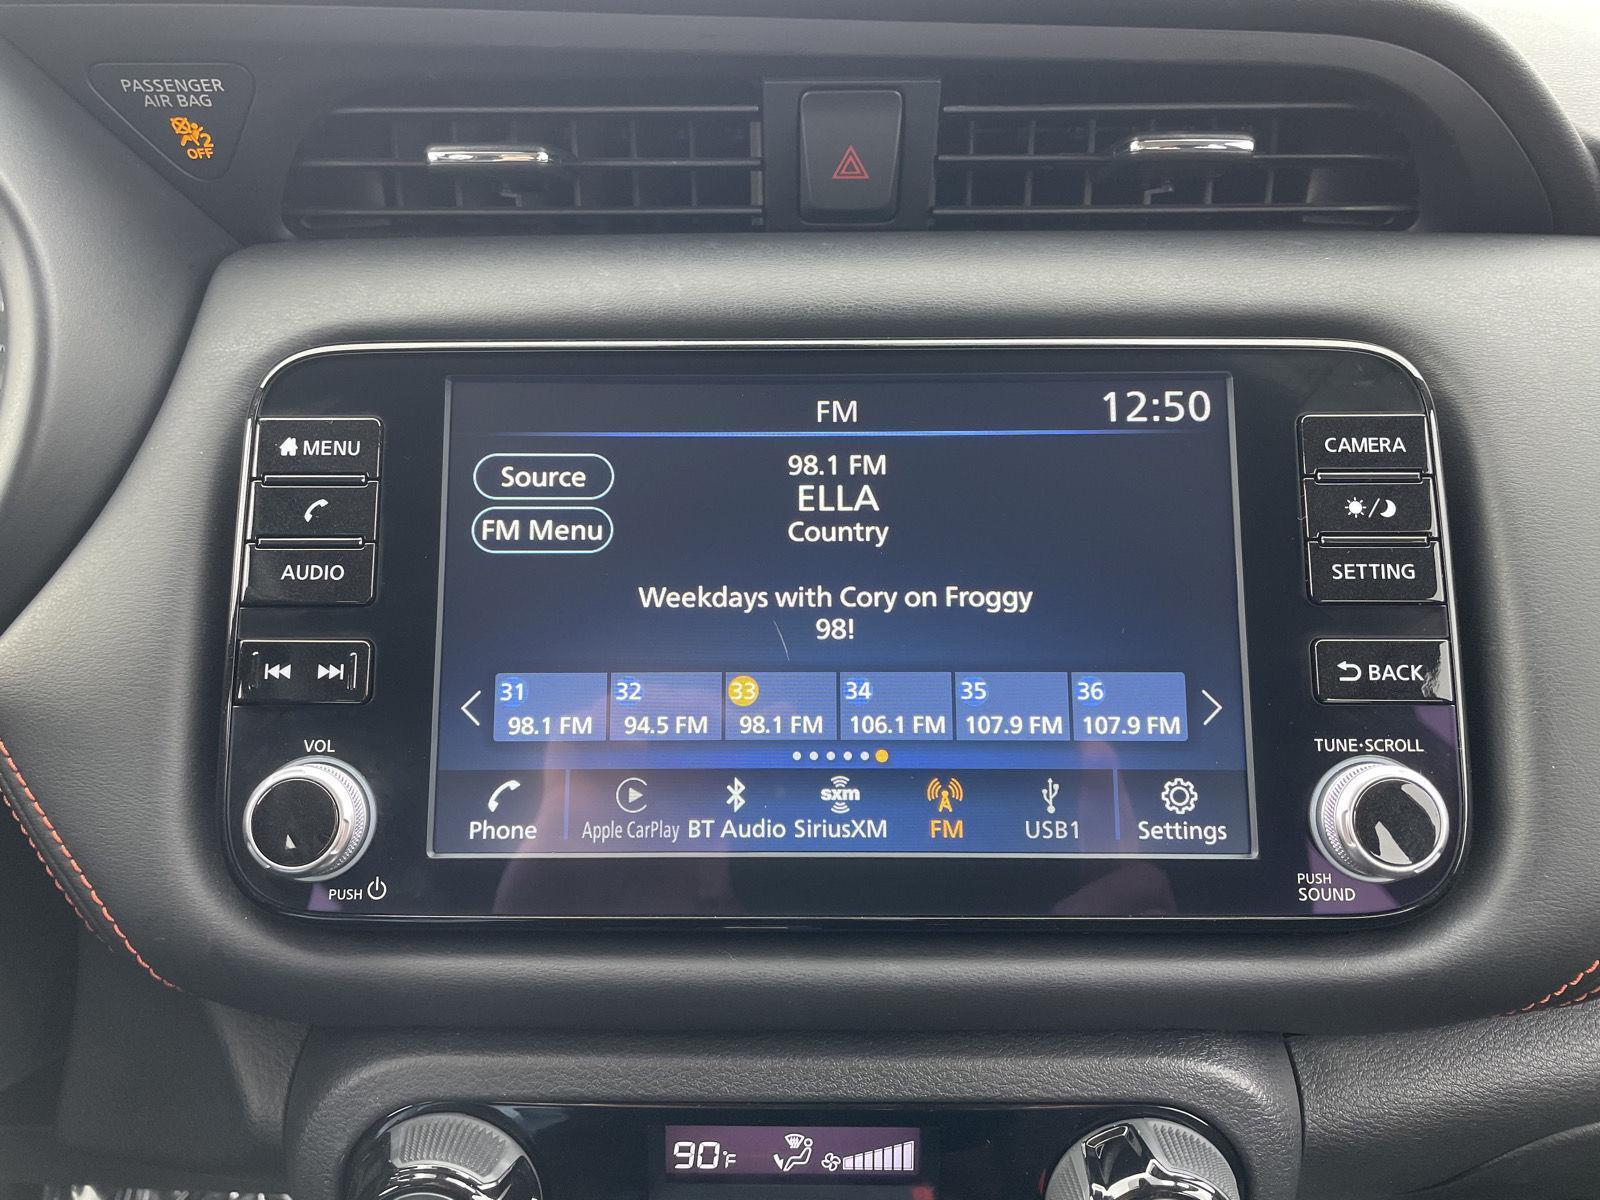 PASSENGER
AIR BAG
2
OFF
MENU
AUDIO
VOL
PUSH
FM
12:50
Source
FM Menu
98.1 FM
ELLA
Country
Weekdays with Cory on Froggy
98!
31 32 33 34 35 36
98.1 FM 94.5 FM 98.1 FM 106.1 FM 107.9 FM 107.9 FM
sxm
Phone Apple CarPlay BT Audio SiriusXM FM USB1 Settings
CAMERA
SETTING
BACK
TUNE·SCROLL
PUSH
SOUND
90°F